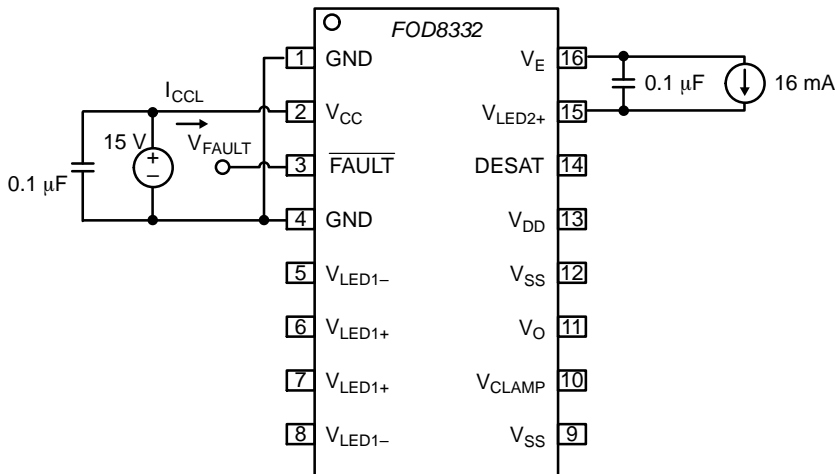 FOD8332
1 GND
2 V_CC
3 FAULT
4 GND
5 V_LED1–
6 V_LED1+
7 V_LED1+
8 V_LED1–
V_E 16
V_LED2+ 15
DESAT 14
V_DD 13
V_SS 12
V_O 11
V_CLAMP 10
V_SS 9
I_CCL
15 V
+
–
V_FAULT
0.1 μF
0.1 μF
16 mA